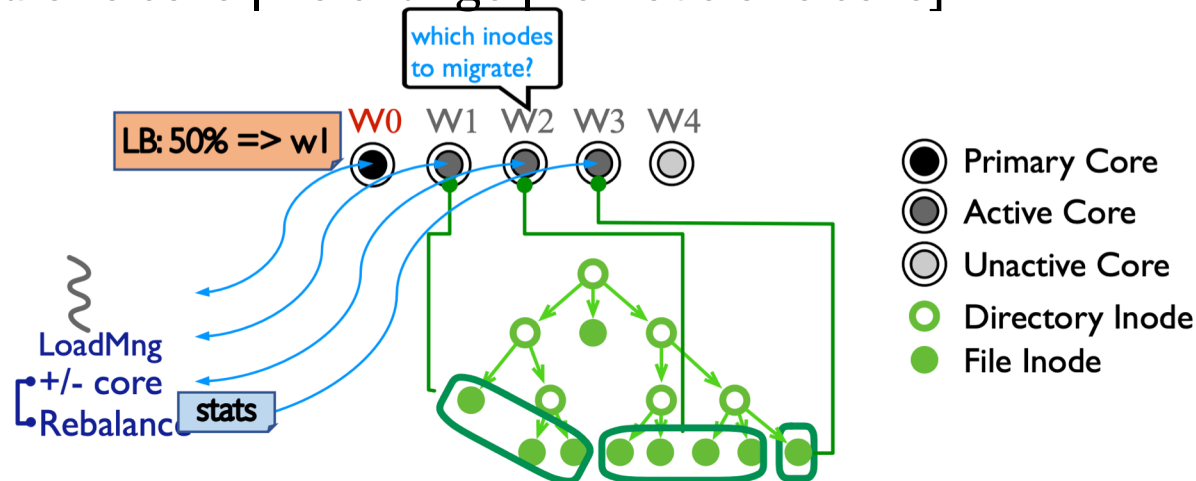 which inodes
to migrate?
LB: 50% => w1
W0 W1 W2 W3 W4
Primary Core
Active Core
Unactive Core
Directory Inode
File Inode
LoadMng
+/- core
Rebalance
stats